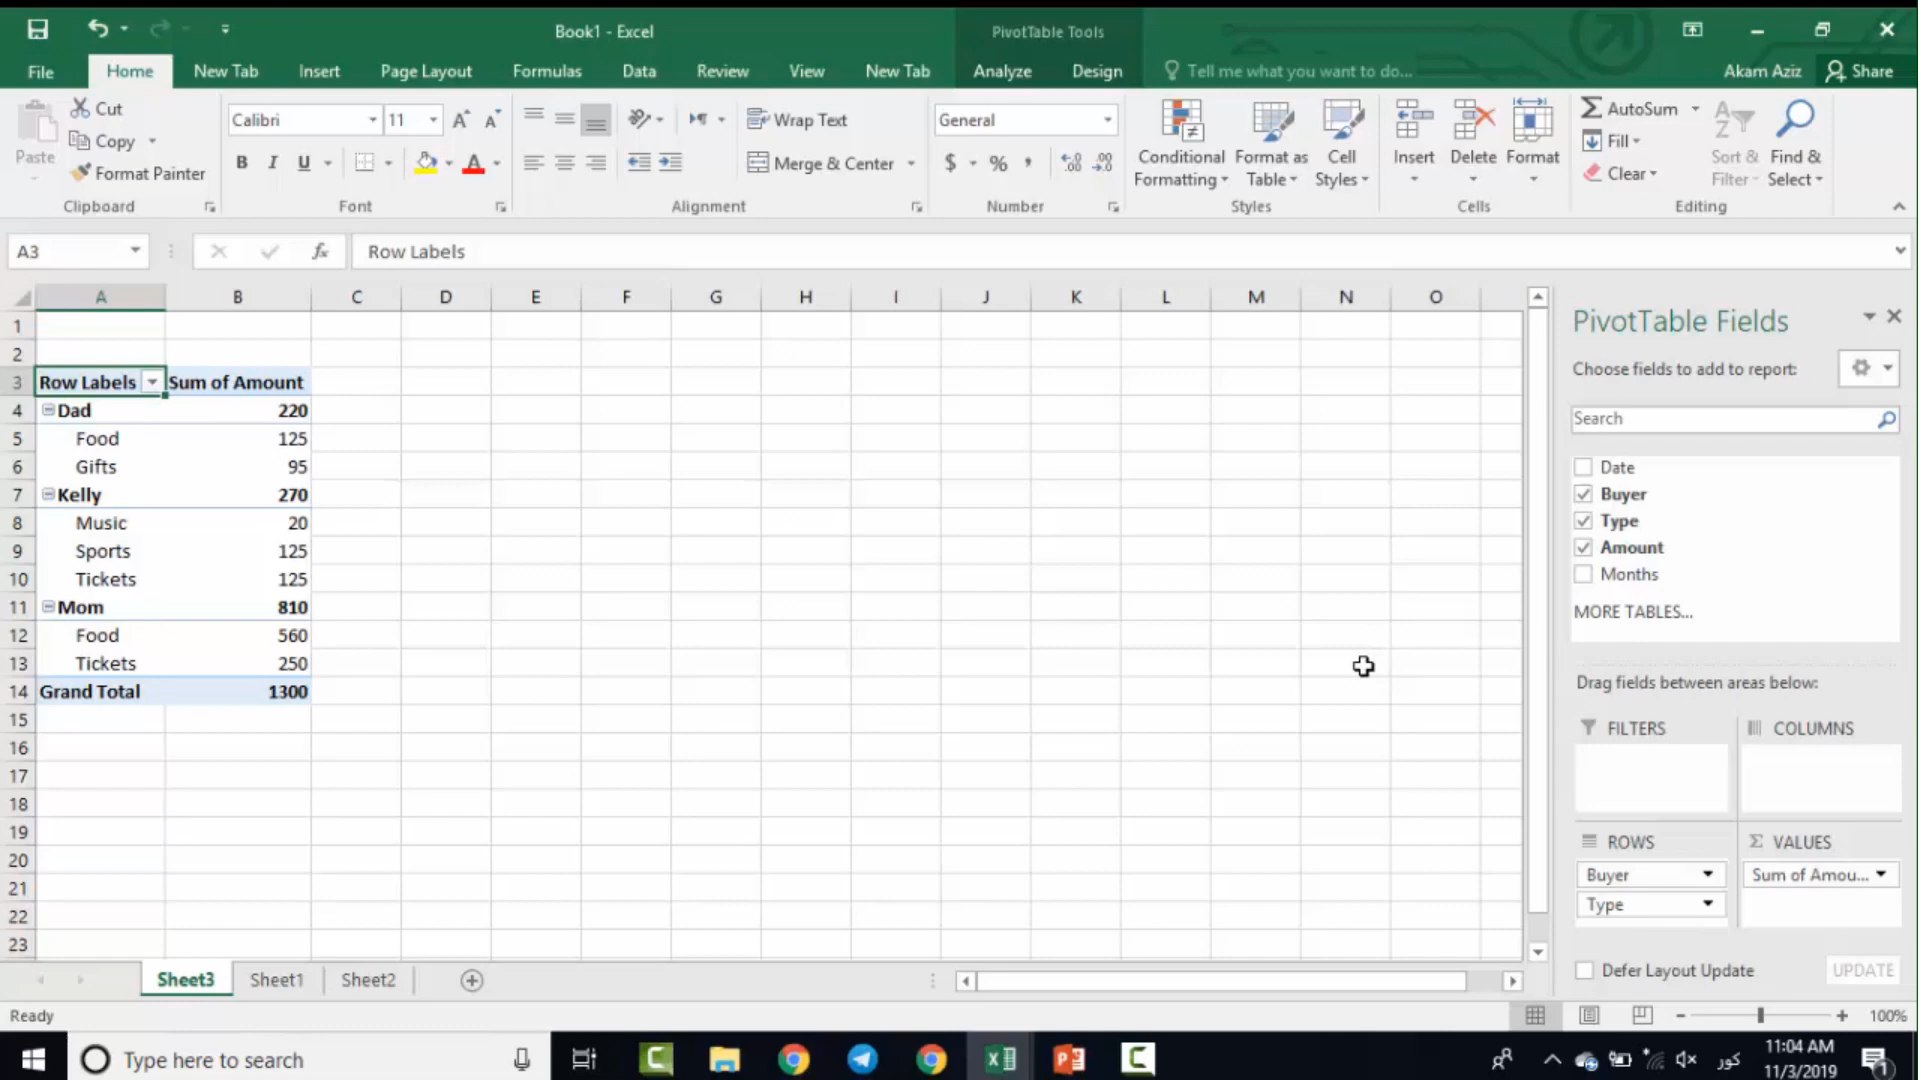 Book1 - Excel
PivotTable Tools
File Home New Tab Insert Page Layout Formulas Data Review View New Tab Analyze Design Tell me what you want to do... Akam Aziz Share
Paste
Cut
Copy
Format Painter
Clipboard
Calibri 11
B I U
Font
Wrap Text
Merge & Center
Alignment
General
$ % ,
Number
Conditional Formatting
Format as Table
Cell Styles
Styles
Insert
Delete
Format
Cells
AutoSum
Fill
Clear
Sort & Filter
Find & Select
Editing
A3 fx Row Labels
A B C D E F G H I J K L M N O
1
2
3 Row Labels Sum of Amount
4 Dad 220
5 Food 125
6 Gifts 95
7 Kelly 270
8 Music 20
9 Sports 125
10 Tickets 125
11 Mom 810
12 Food 560
13 Tickets 250
14 Grand Total 1300
15
16
17
18
19
20
21
22
23
PivotTable Fields
Choose fields to add to report:
Search
Date
Buyer
Type
Amount
Months
MORE TABLES...
Drag fields between areas below:
FILTERS COLUMNS
ROWS VALUES
Buyer Sum of Amou...
Type
Defer Layout Update UPDATE
Sheet3 Sheet1 Sheet2
Ready 100%
Type here to search
كور
11:04 AM
11/3/2019
1